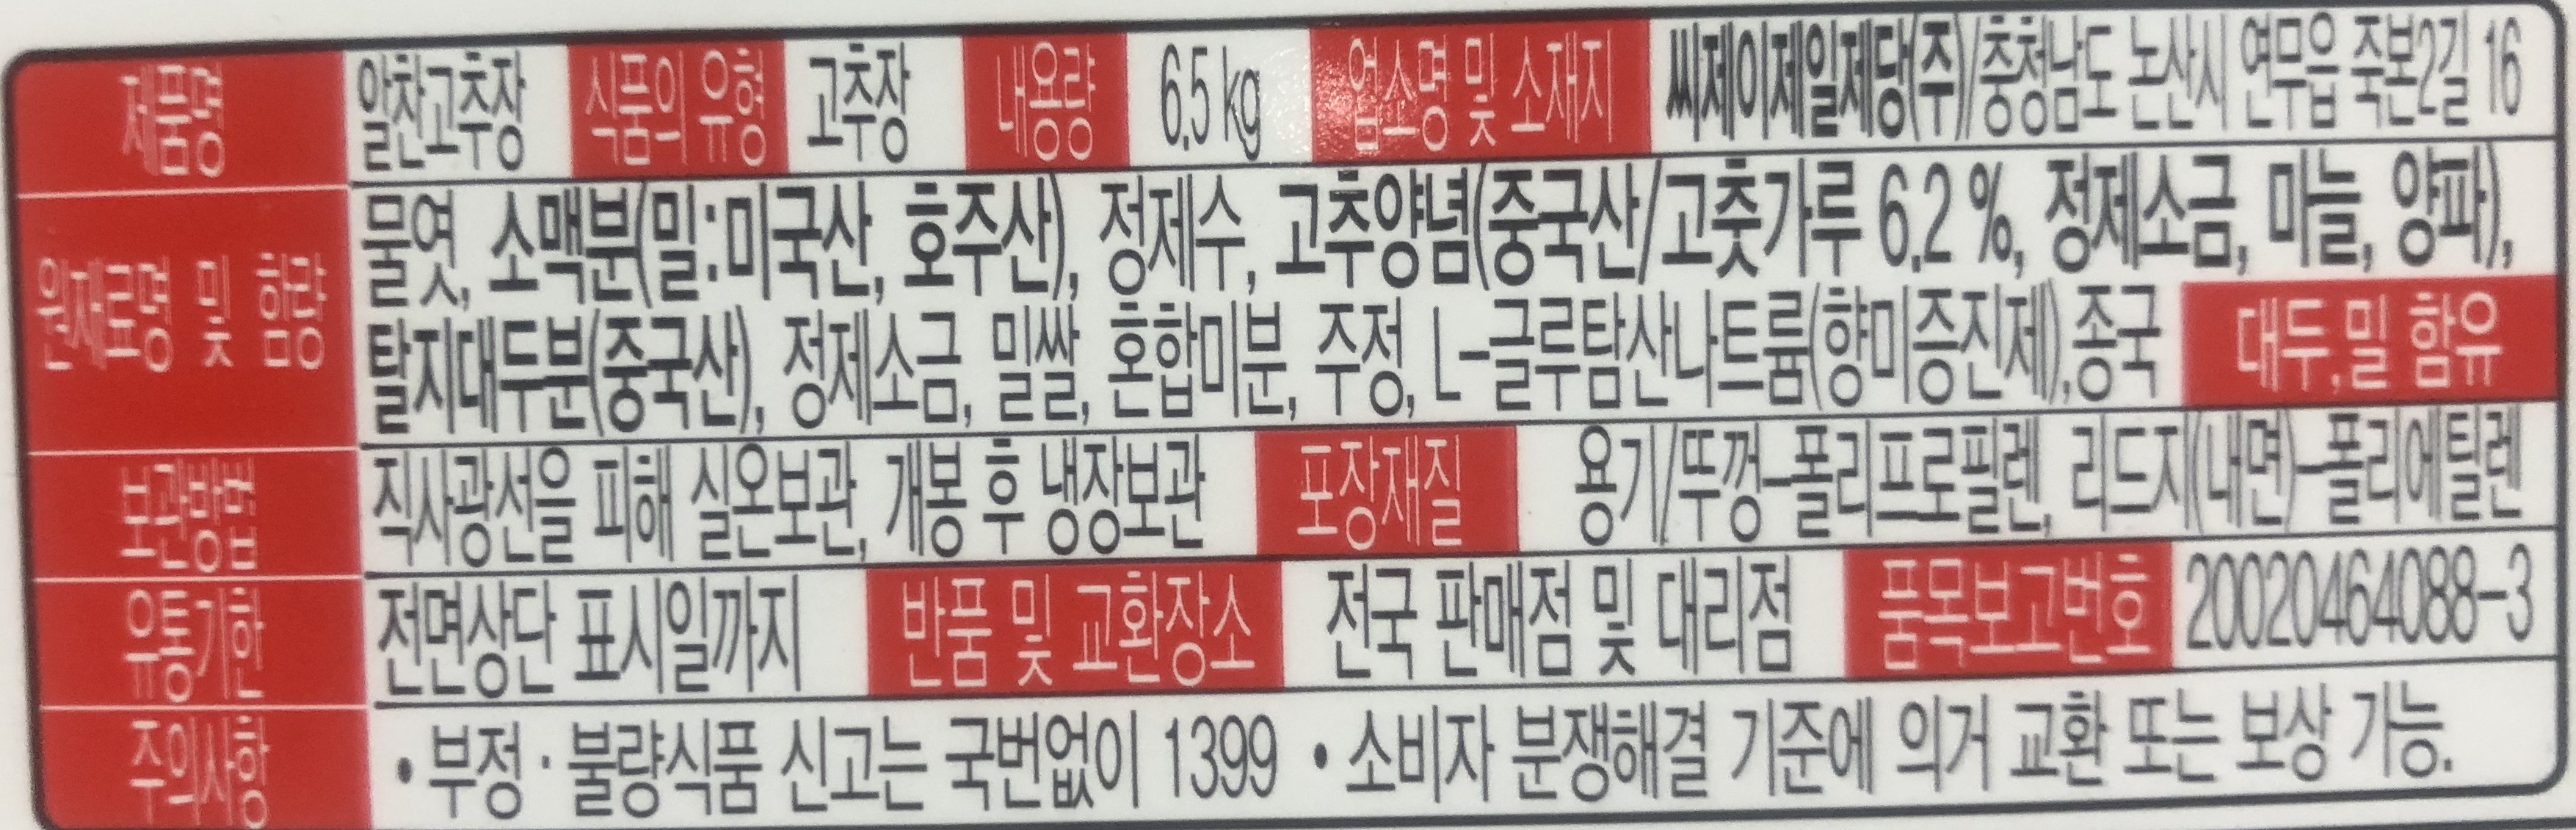 제품명 알찬고추장 식품의 유형 고추장 내용량 6.5 kg 업소명 및 소재지 씨제이제일제당(주)/충청남도 논산시 연무읍 죽본2길 16
원재료명 및 함량 물엿, 소맥분(밀:미국산, 호주산), 정제수, 고추양념(중국산/고춧가루 6.2 %, 정제소금, 마늘, 양파),
탈지대두분(중국산), 정제소금, 밀쌀, 혼합미분, 주정, L-글루탐산나트륨(향미증진제),종국 대두,밀 함유
보관방법 직사광선을 피해 실온보관, 개봉 후 냉장보관 포장재질 용기/뚜껑-폴리프로필렌, 리드지(내면)-폴리에틸렌
유통기한 전면상단 표시일까지 반품 및 교환장소 전국 판매점 및 대리점 품목보고번호 20020464088-3
주의사항 • 부정·불량식품 신고는 국번없이 1399 • 소비자 분쟁해결 기준에 의거 교환 또는 보상 가능.